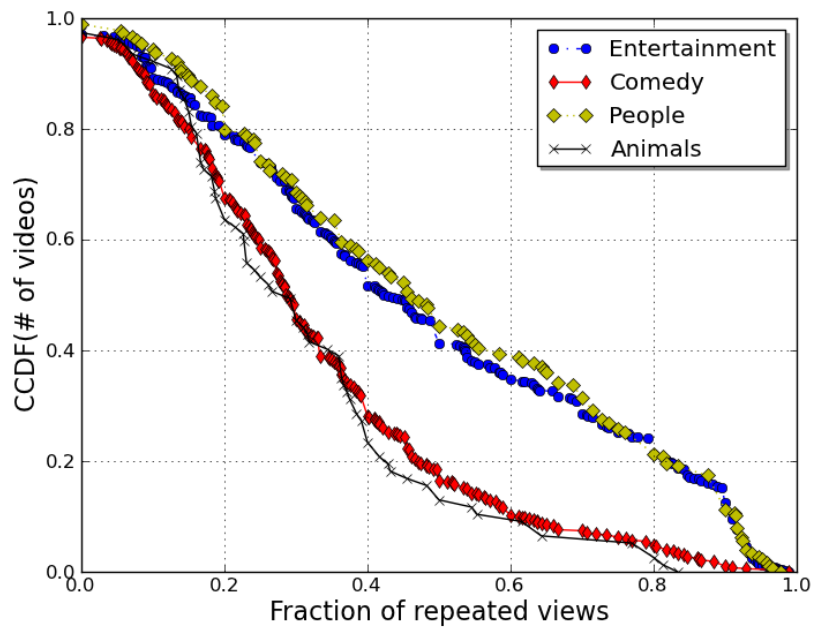 1.0
0.8
0.6
0.4
0.2
0.0
CCDF(# of videos)
Entertainment
Comedy
People
Animals
0.0 0.2 0.4 0.6 0.8 1.0
Fraction of repeated views